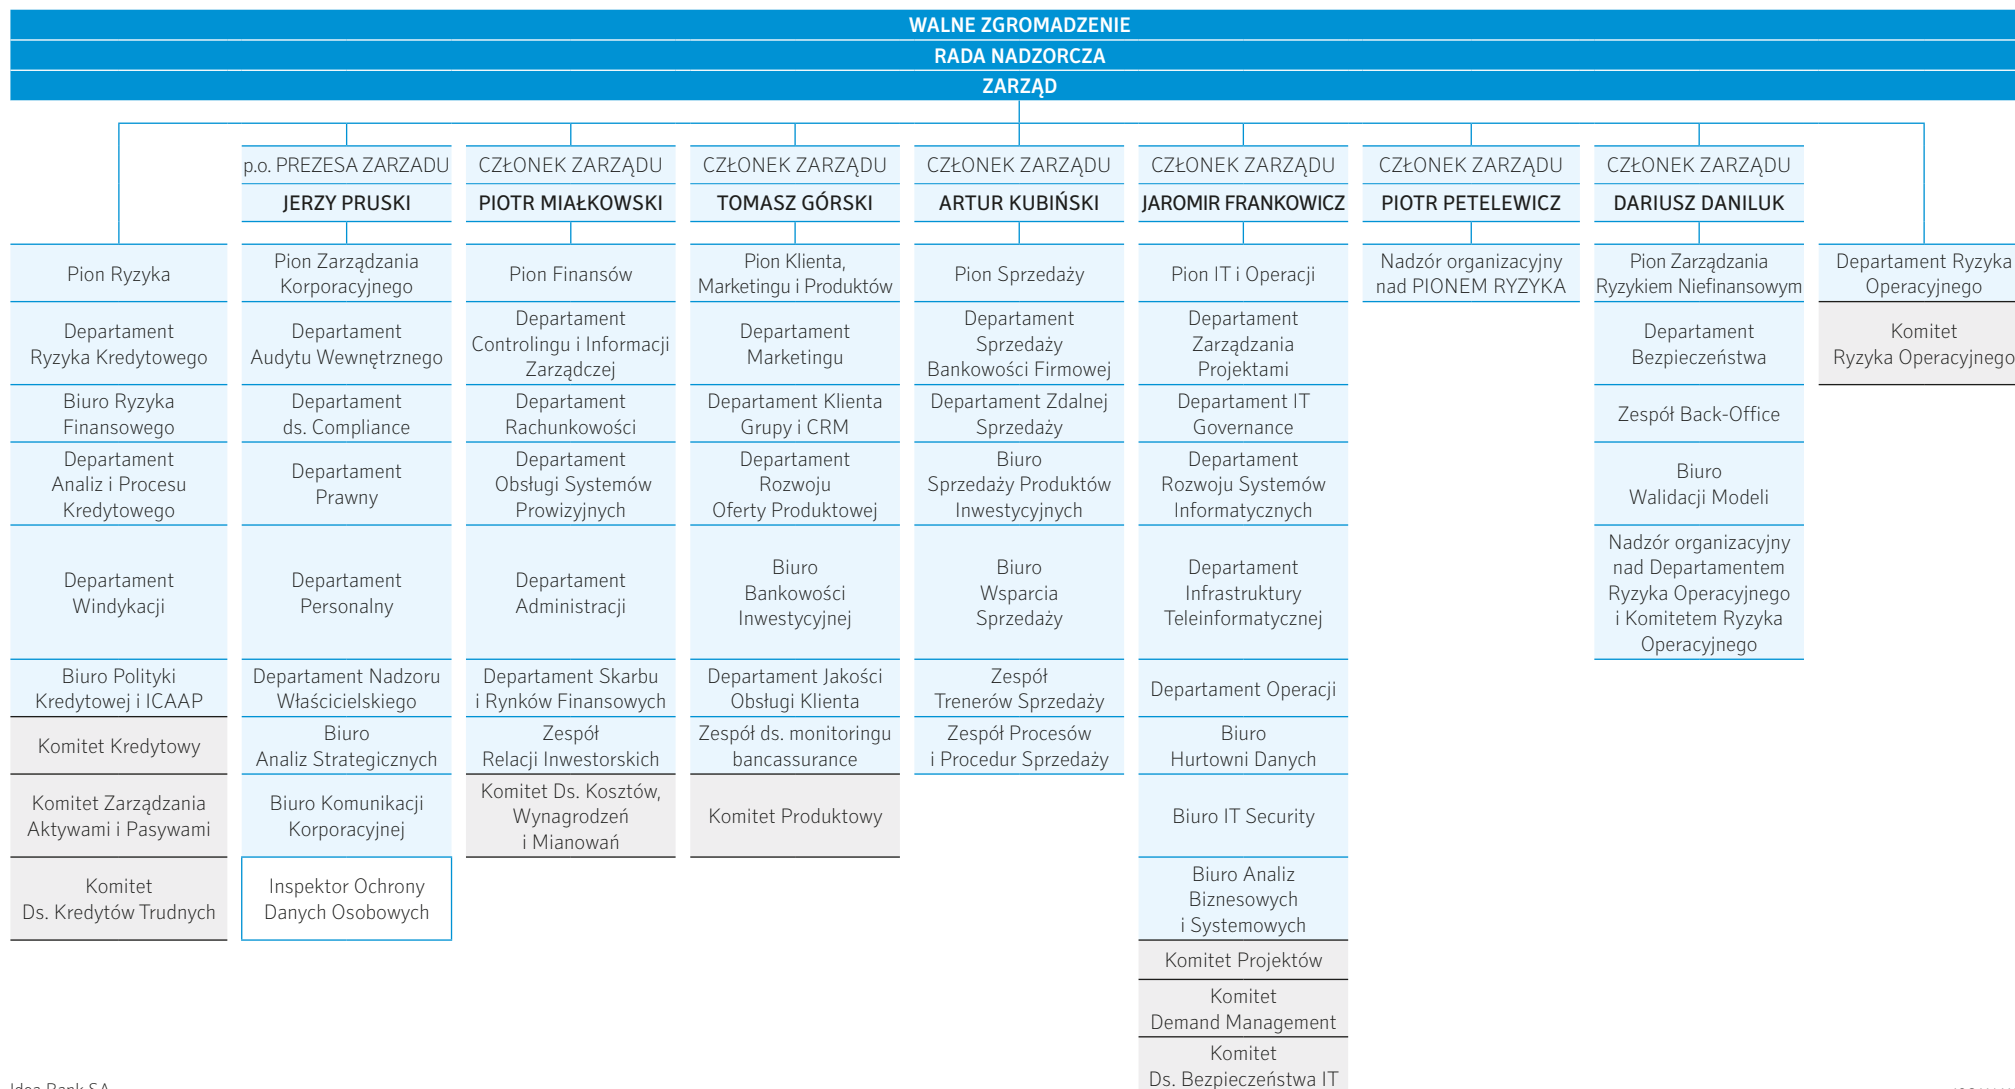 WALNE ZGROMADZENIE
RADA NADZORCZA
ZARZĄD
p.o. PREZESA ZARZADU
JERZY PRUSKI
CZŁONEK ZARZĄDU
PIOTR MIAŁKOWSKI
CZŁONEK ZARZĄDU
TOMASZ GÓRSKI
CZŁONEK ZARZĄDU
ARTUR KUBIŃSKI
CZŁONEK ZARZĄDU
JAROMIR FRANKOWICZ
CZŁONEK ZARZĄDU
PIOTR PETELEWICZ
CZŁONEK ZARZĄDU
DARIUSZ DANILUK
Pion Ryzyka
Departament
Ryzyka Kredytowego
Biuro Ryzyka
Finansowego
Departament
Analiz i Procesu
Kredytowego
Departament
Windykacji
Biuro Polityki
Kredytowej i ICAAP
Komitet Kredytowy
Komitet Zarządzania
Aktywami i Pasywami
Komitet
Ds. Kredytów Trudnych
Pion Zarządzania
Korporacyjnego
Departament
Audytu Wewnętrznego
Departament
ds. Compliance
Departament
Prawny
Departament
Personalny
Departament Nadzoru
Właścicielskiego
Biuro
Analiz Strategicznych
Biuro Komunikacji
Korporacyjnej
Inspektor Ochrony
Danych Osobowych
Pion Finansów
Departament
Controlingu i Informacji
Zarządczej
Departament
Rachunkowości
Departament
Obsługi Systemów
Prowizyjnych
Departament
Administracji
Departament Skarbu
i Rynków Finansowych
Zespół
Relacji Inwestorskich
Komitet Ds. Kosztów,
Wynagrodzeń
i Mianowań
Pion Klienta,
Marketingu i Produktów
Departament
Marketingu
Departament Klienta
Grupy i CRM
Departament
Rozwoju
Oferty Produktowej
Biuro
Bankowości
Inwestycyjnej
Departament Jakości
Obsługi Klienta
Zespół ds. monitoringu
bancassurance
Komitet Produktowy
Pion Sprzedaży
Departament
Sprzedaży
Bankowości Firmowej
Departament Zdalnej
Sprzedaży
Biuro
Sprzedaży Produktów
Inwestycyjnych
Biuro
Wsparcia
Sprzedaży
Zespół
Trenerów Sprzedaży
Zespół Procesów
i Procedur Sprzedaży
Pion IT i Operacji
Departament
Zarządzania
Projektami
Departament IT
Governance
Departament
Rozwoju Systemów
Informatycznych
Departament
Infrastruktury
Teleinformatycznej
Departament Operacji
Biuro
Hurtowni Danych
Biuro IT Security
Biuro Analiz
Biznesowych
i Systemowych
Komitet Projektów
Komitet
Demand Management
Komitet
Ds. Bezpieczeństwa IT
Nadzór organizacyjny
nad PIONEM RYZYKA
Pion Zarządzania
Ryzykiem Niefinansowym
Departament
Bezpieczeństwa
Zespół Back-Office
Biuro
Walidacji Modeli
Nadzór organizacyjny
nad Departamentem
Ryzyka Operacyjnego
i Komitetem Ryzyka
Operacyjnego
Departament Ryzyka
Operacyjnego
Komitet
Ryzyka Operacyjnego
Idea Bank SA